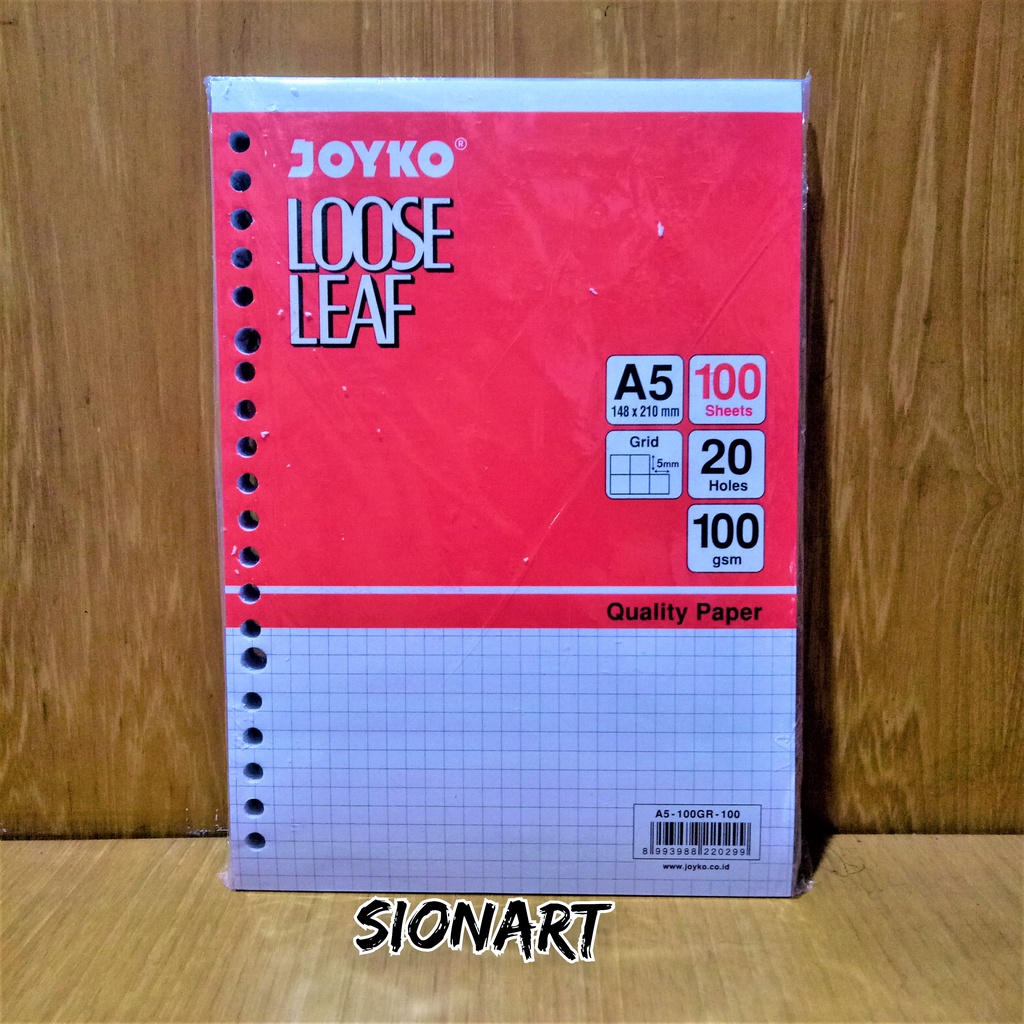 JOYKO®
LOOSE
LEAF
A5
148 x 210 mm
100
Sheets
Grid
5mm
20
Holes
100
gsm
Quality Paper
A5-100GR-100
8 993988 220299
www.joyko.co.id
SIONART